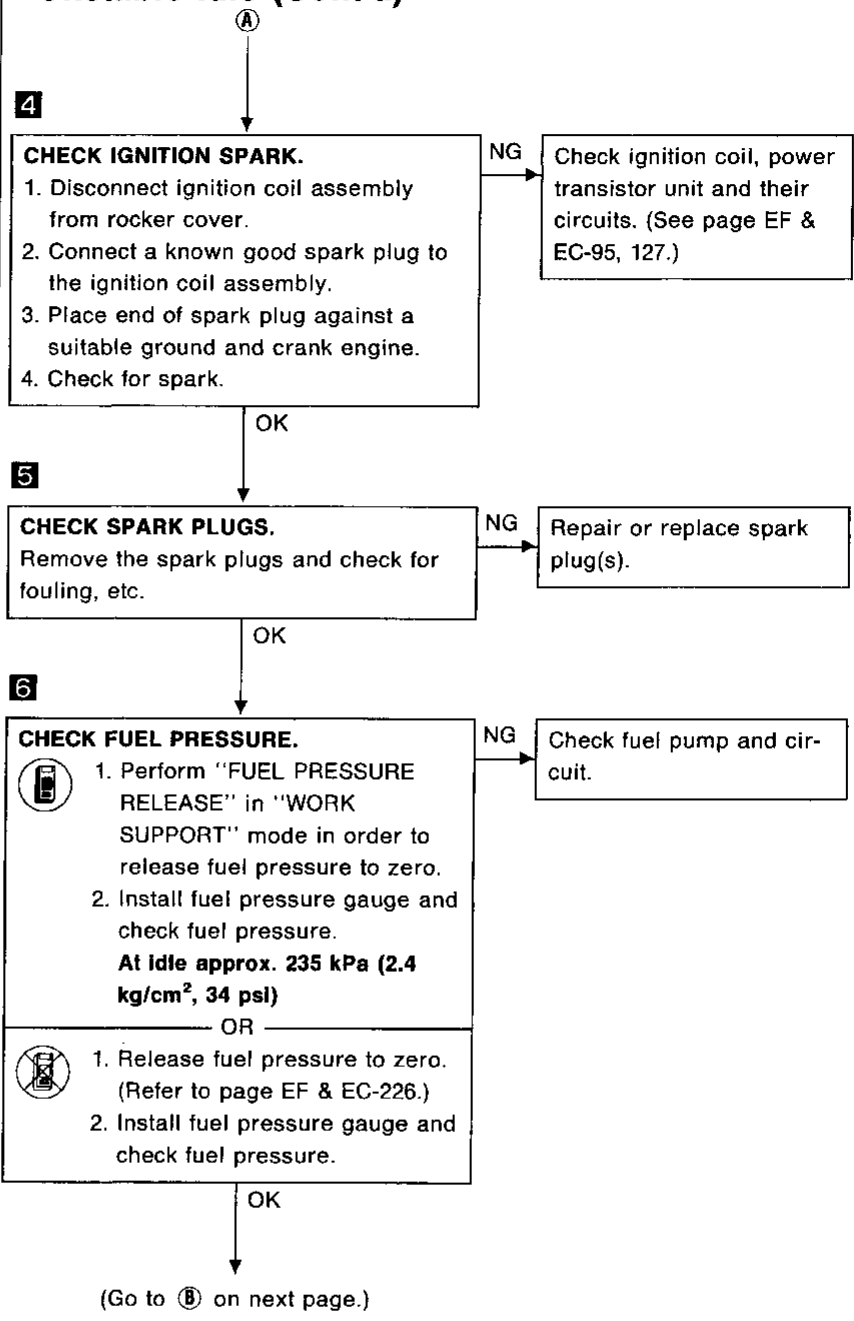 Ⓐ
4
CHECK IGNITION SPARK.
1. Disconnect ignition coil assembly
from rocker cover.
2. Connect a known good spark plug to
the ignition coil assembly.
3. Place end of spark plug against a
suitable ground and crank engine.
4. Check for spark.
NG
Check ignition coil, power
transistor unit and their
circuits. (See page EF &
EC-95, 127.)
OK
5
CHECK SPARK PLUGS.
Remove the spark plugs and check for
fouling, etc.
NG
Repair or replace spark
plug(s).
OK
6
CHECK FUEL PRESSURE.
1. Perform "FUEL PRESSURE
RELEASE" in "WORK
SUPPORT" mode in order to
release fuel pressure to zero.
2. Install fuel pressure gauge and
check fuel pressure.
At idle approx. 235 kPa (2.4
kg/cm², 34 psi)
OR
1. Release fuel pressure to zero.
(Refer to page EF & EC-226.)
2. Install fuel pressure gauge and
check fuel pressure.
NG
Check fuel pump and cir-
cuit.
OK
(Go to Ⓑ on next page.)